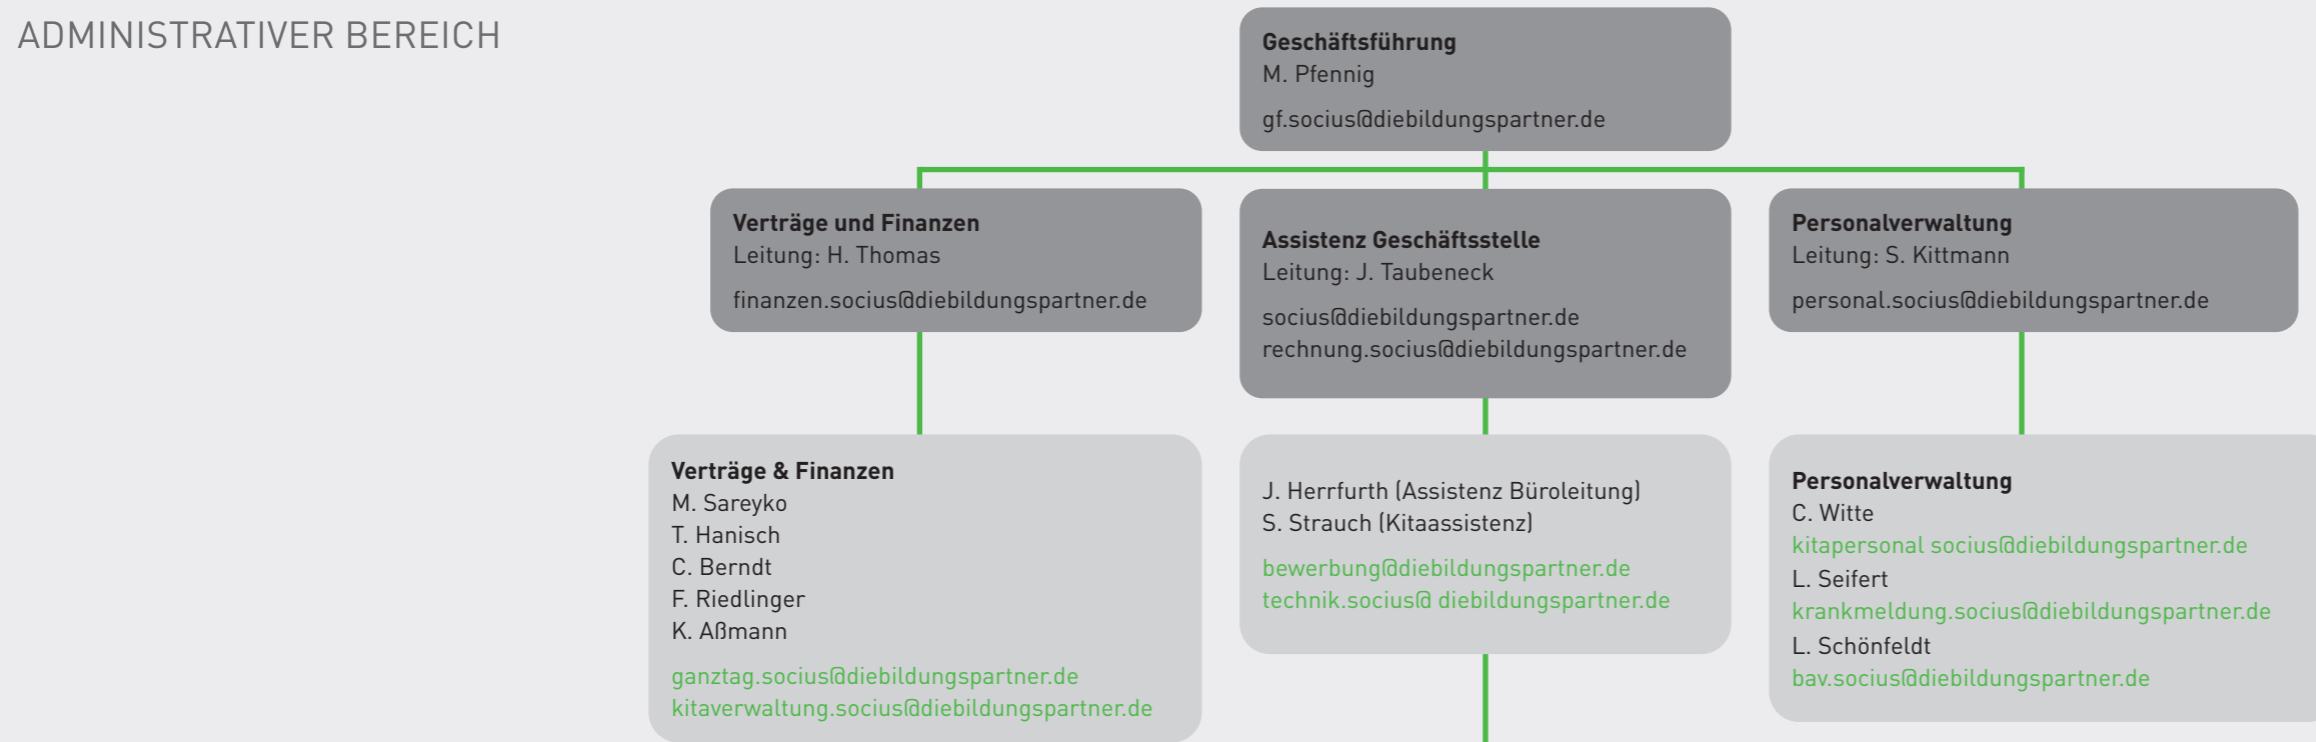 ADMINISTRATIVER BEREICH
Geschäftsführung
M. Pfennig
gf.socius@diebildungspartner.de
Verträge und Finanzen
Leitung: H. Thomas
finanzen.socius@diebildungspartner.de
Assistenz Geschäftsstelle
Leitung: J. Taubeneck
socius@diebildungspartner.de
rechnung.socius@diebildungspartner.de
Personalverwaltung
Leitung: S. Kittmann
personal.socius@diebildungspartner.de
Verträge & Finanzen
M. Sareyko
T. Hanisch
C. Berndt
F. Riedlinger
K. Aßmann
ganztag.socius@diebildungspartner.de
kitaverwaltung.socius@diebildungspartner.de
J. Herrfurth (Assistenz Büroleitung)
S. Strauch (Kitaassistenz)
bewerbung@diebildungspartner.de
technik.socius@ diebildungspartner.de
Personalverwaltung
C. Witte
kitapersonal socius@diebildungspartner.de
L. Seifert
krankmeldung.socius@diebildungspartner.de
L. Schönfeldt
bav.socius@diebildungspartner.de